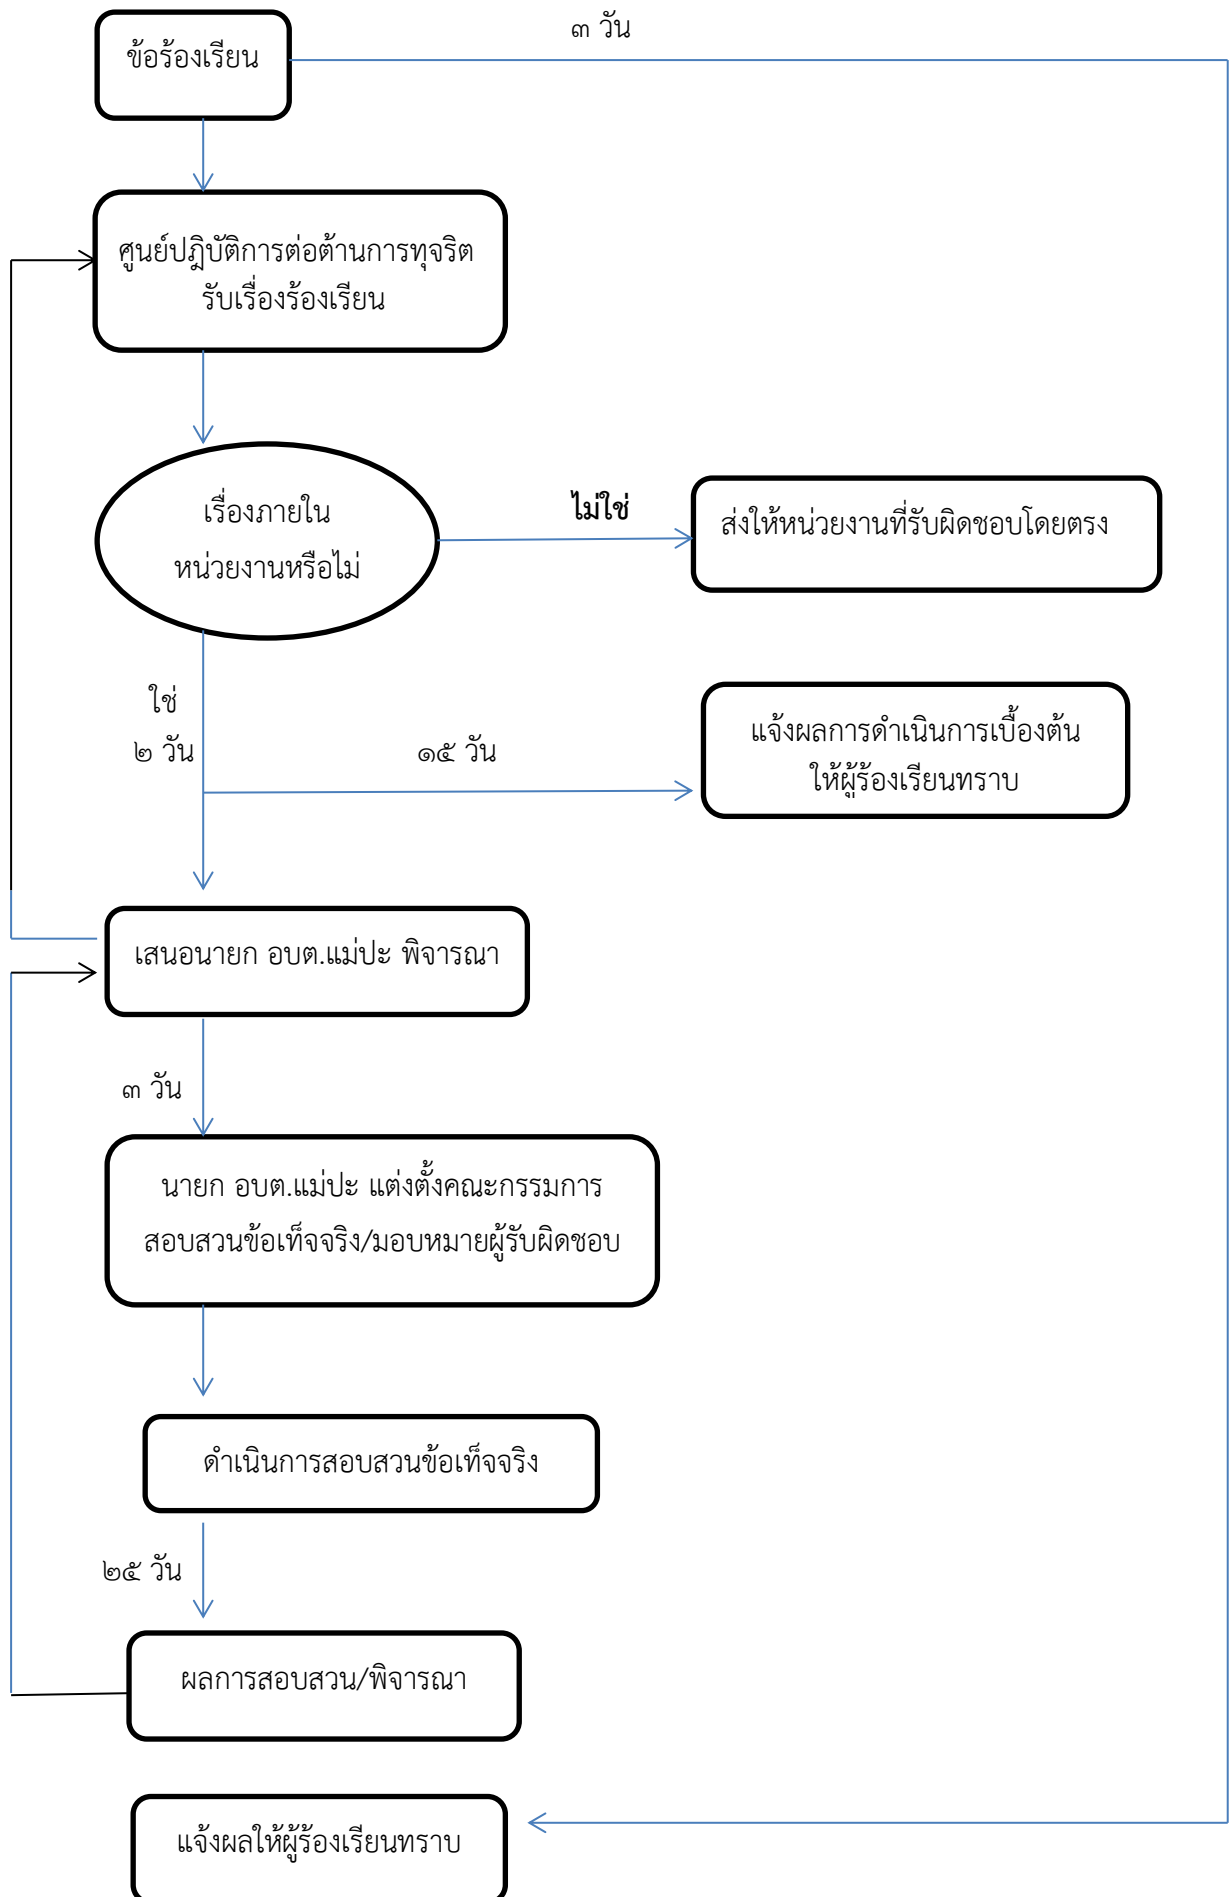 ๓ วัน
ข้อร้องเรียน
ศูนย์ปฎิบัติการต่อต้านการทุจริต
รับเรื่องร้องเรียน
เรื่องภายใน
หน่วยงานหรือไม่
ไม่ใช่
ส่งให้หน่วยงานที่รับผิดชอบโดยตรง
ใช่
๒ วัน
๑๕ วัน
แจ้งผลการดำเนินการเบื้องต้น
ให้ผู้ร้องเรียนทราบ
เสนอนายก อบต.แม่ปะ พิจารณา
๓ วัน
นายก อบต.แม่ปะ แต่งตั้งคณะกรรมการ
สอบสวนข้อเท็จจริง/มอบหมายผู้รับผิดชอบ
ดำเนินการสอบสวนข้อเท็จจริง
๒๕ วัน
ผลการสอบสวน/พิจารณา
แจ้งผลให้ผู้ร้องเรียนทราบ